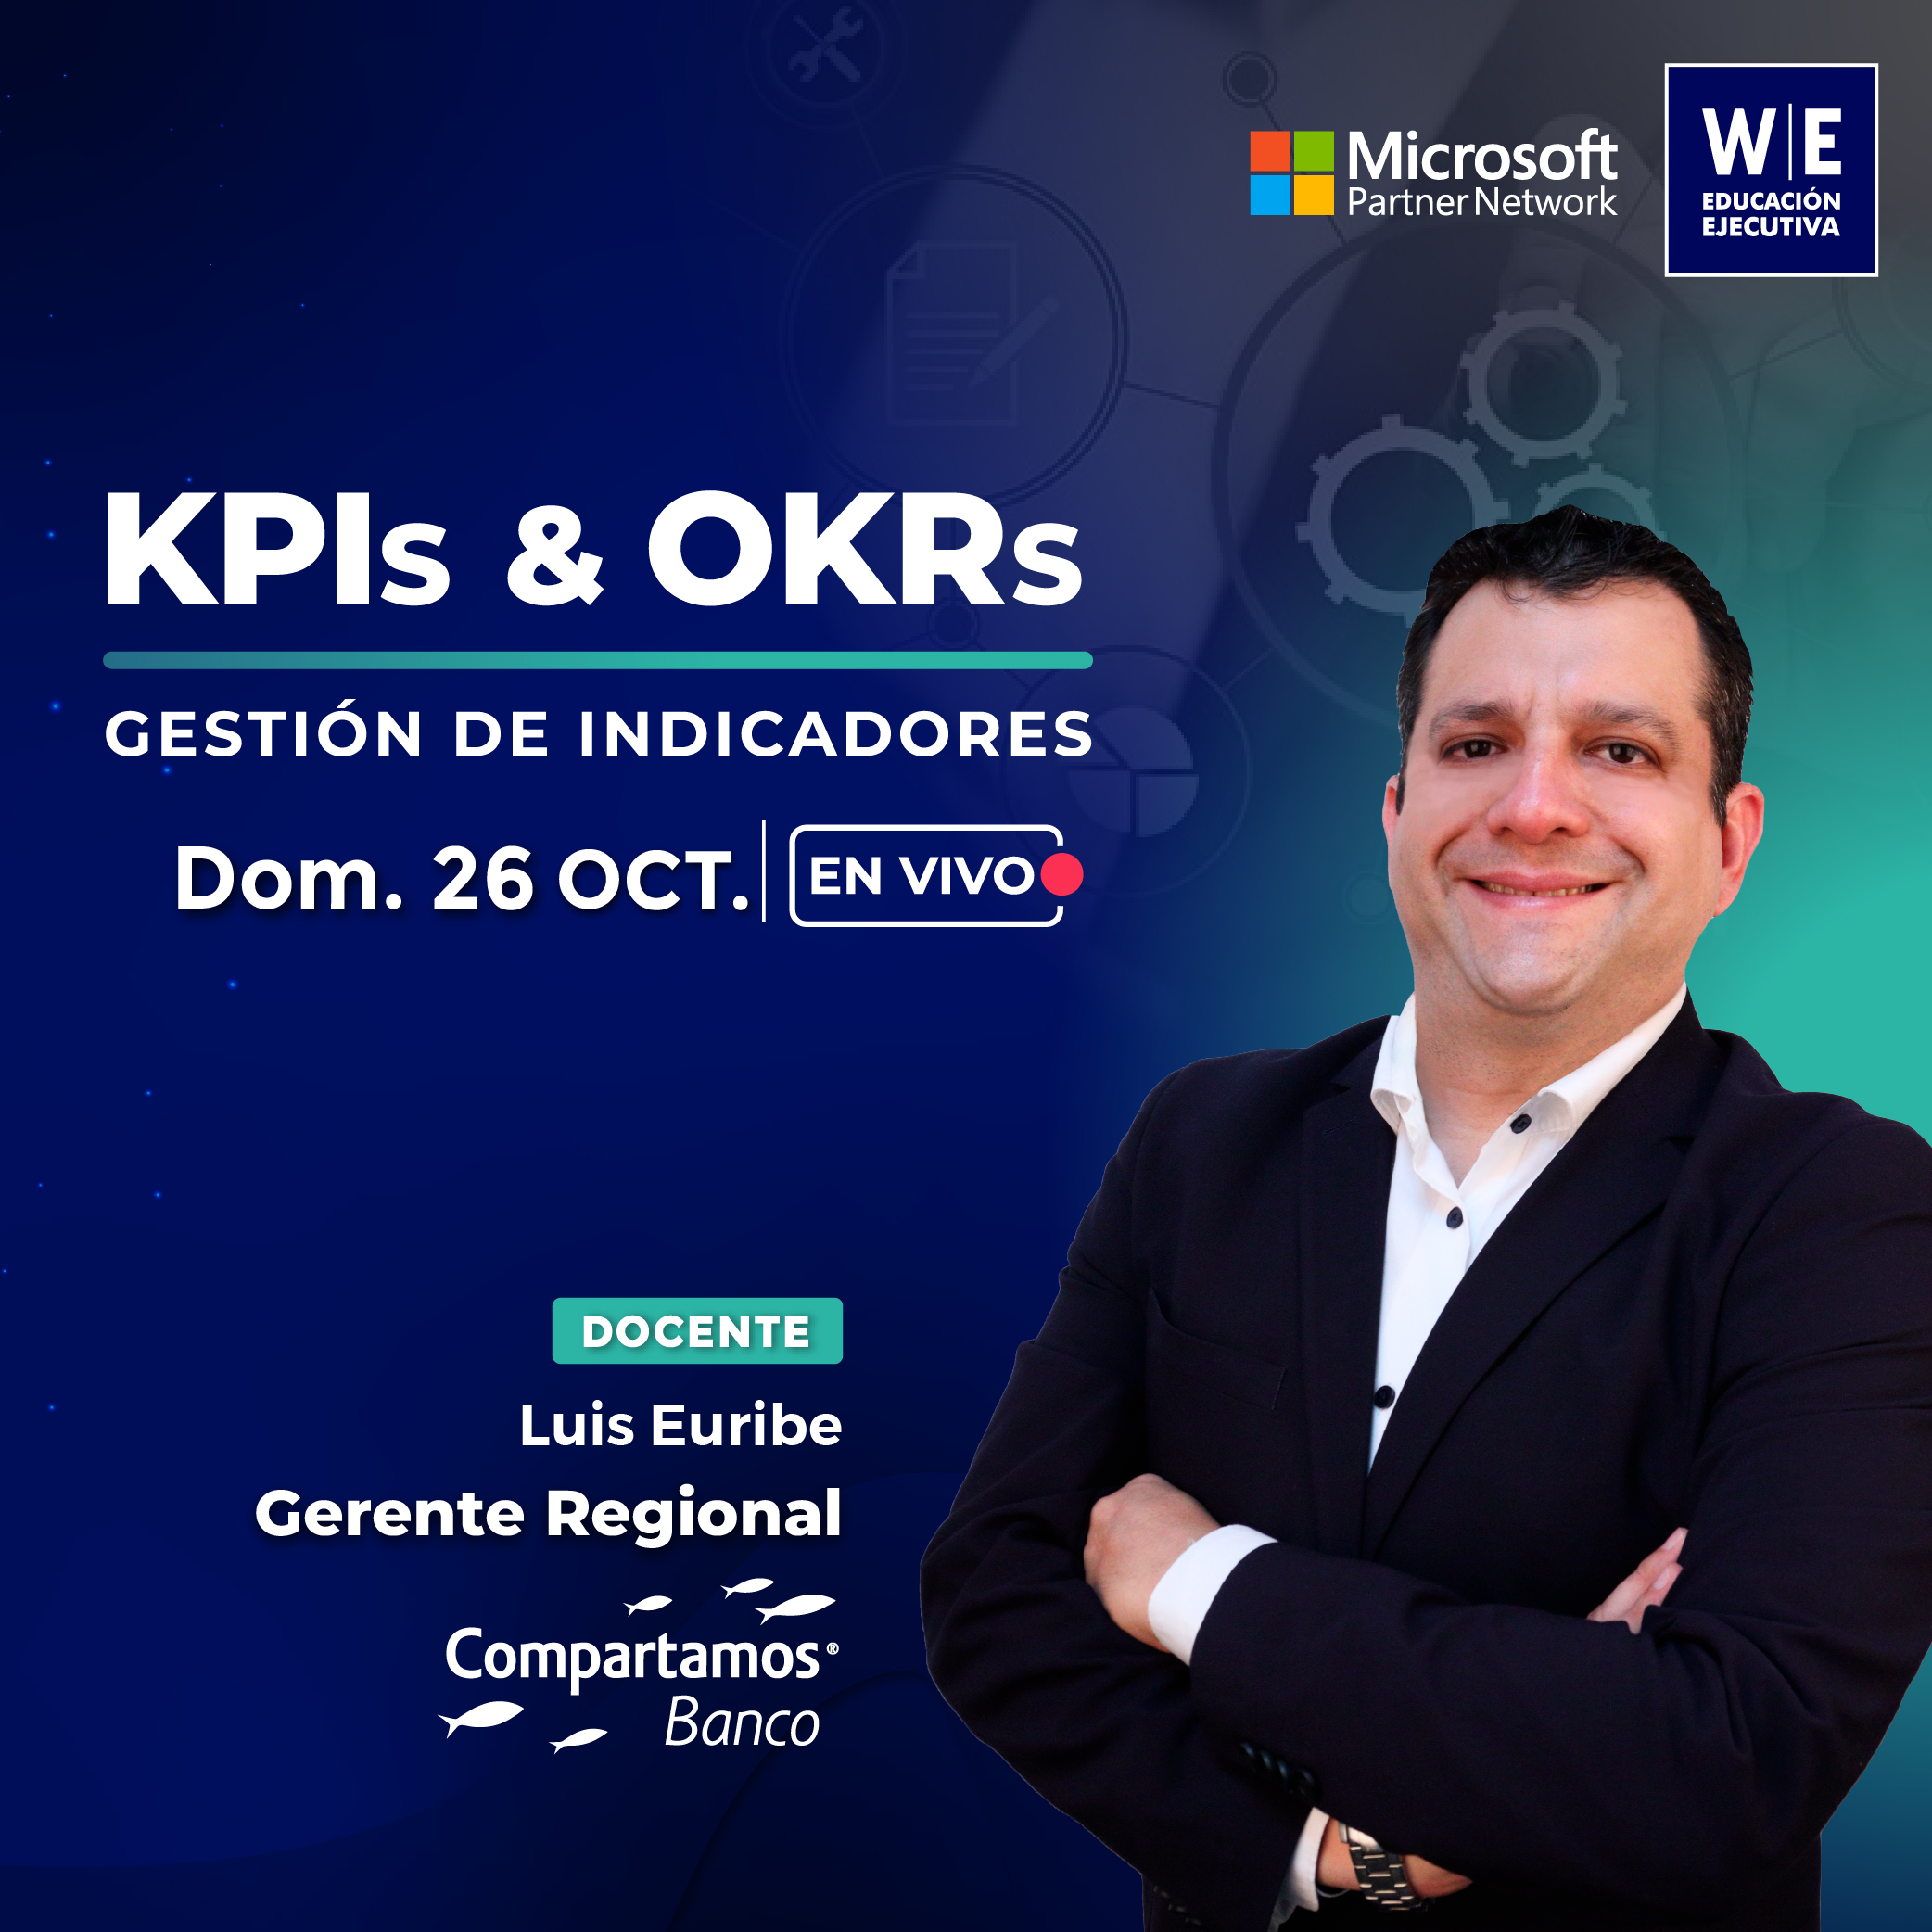 Microsoft
Partner Network
W|E
EDUCACIÓN
EJECUTIVA
KPIs & OKRs
GESTIÓN DE INDICADORES
Dom. 26 OCT.
EN VIVO
DOCENTE
Luis Euribe
Gerente Regional
Compartamos®
Banco